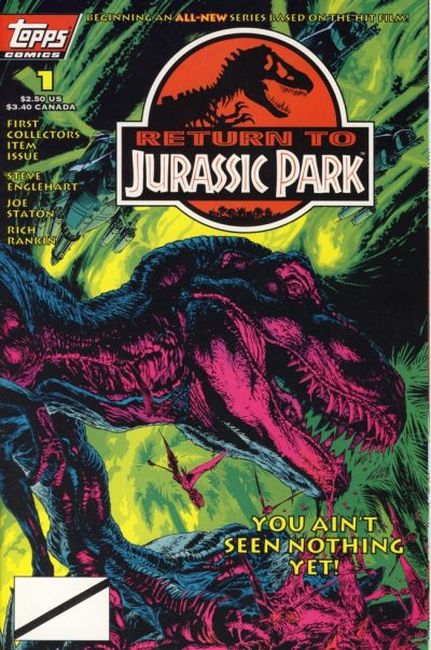 BEGINNING AN ALL-NEW SERIES BASED ON THE HIT FILM!
TOPPS
COMICS
1
$2.50 US
$3.40 CANADA
FIRST
COLLECTORS
ITEM
ISSUE
STEVE
ENGLEHART
JOE
STATON
RICH
RANKIN
RETURN TO
JURASSIC PARK™
YOU AIN'T
SEEN NOTHING
YET!